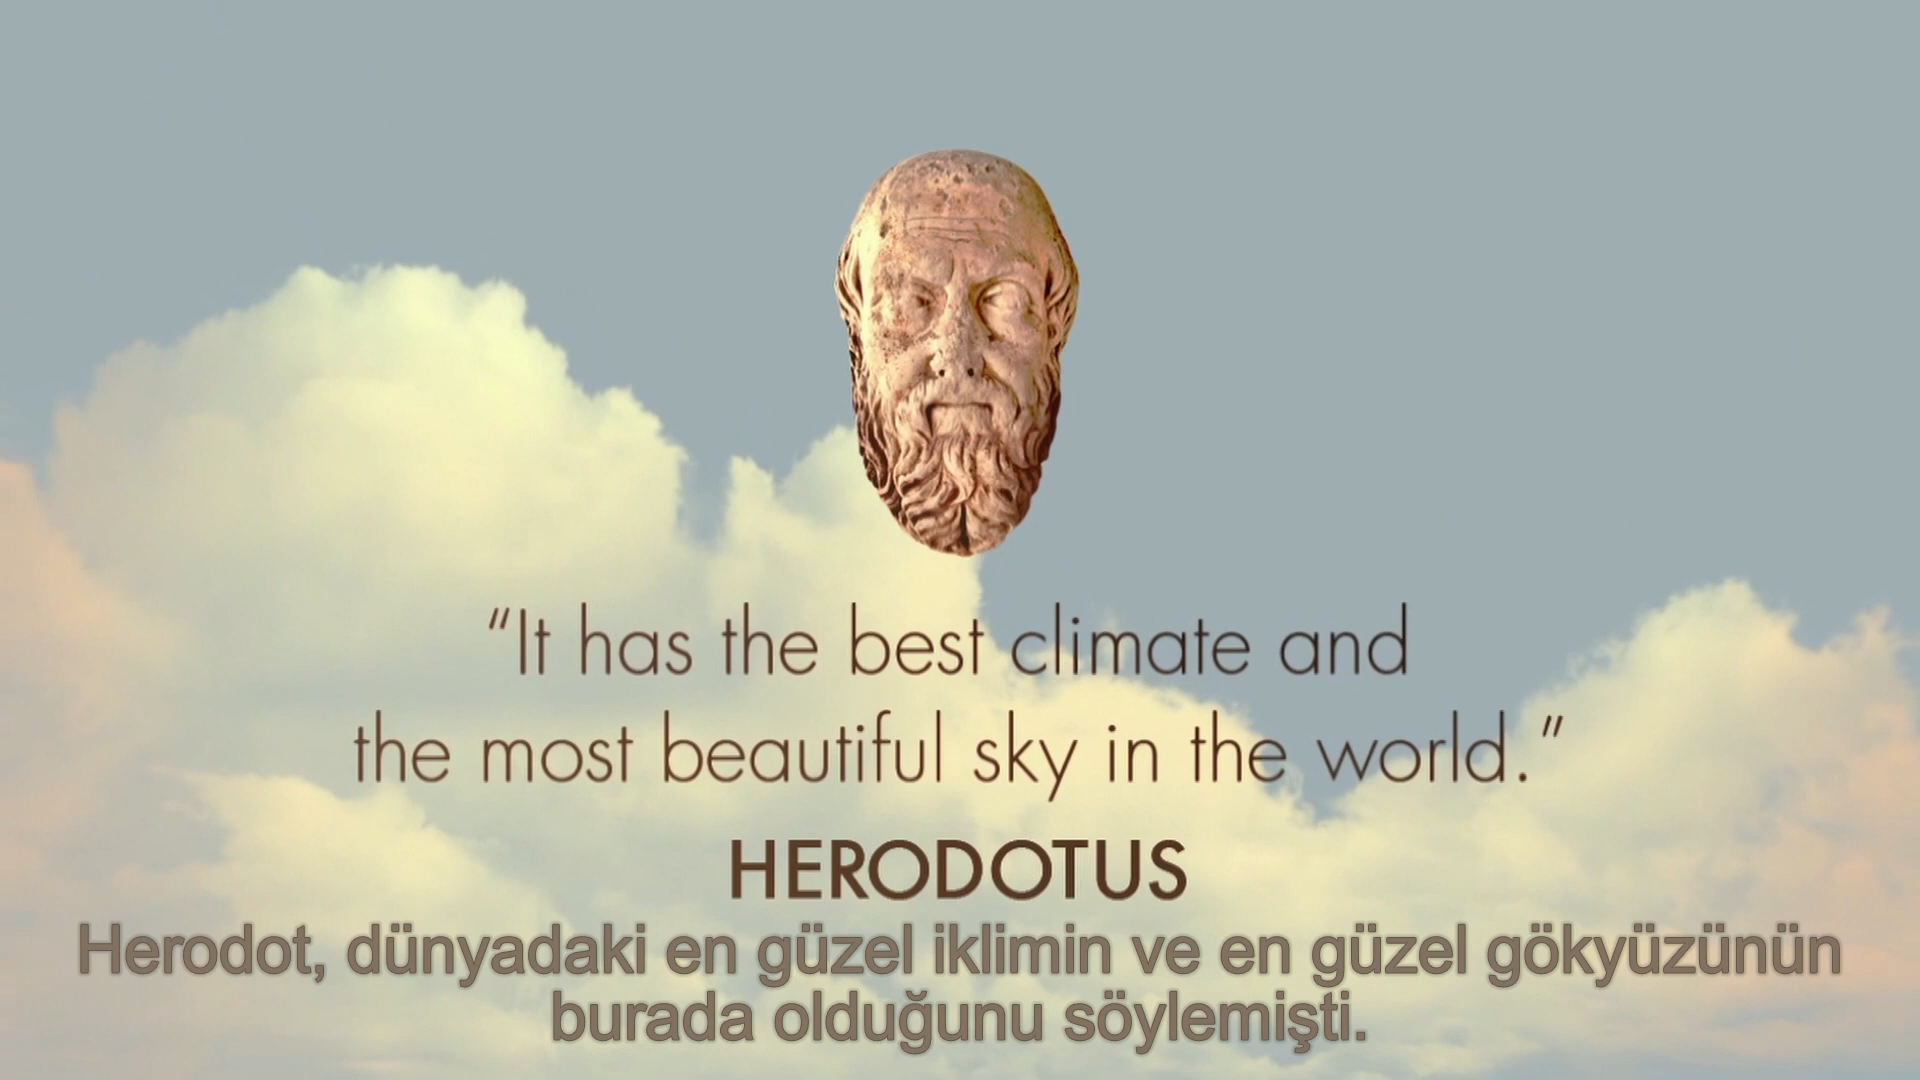 “It has the best climate and
the most beautiful sky in the world.”
HERODOTUS
Herodot, dünyadaki en güzel iklimin ve en güzel gökyüzünün
burada olduğunu söylemişti.